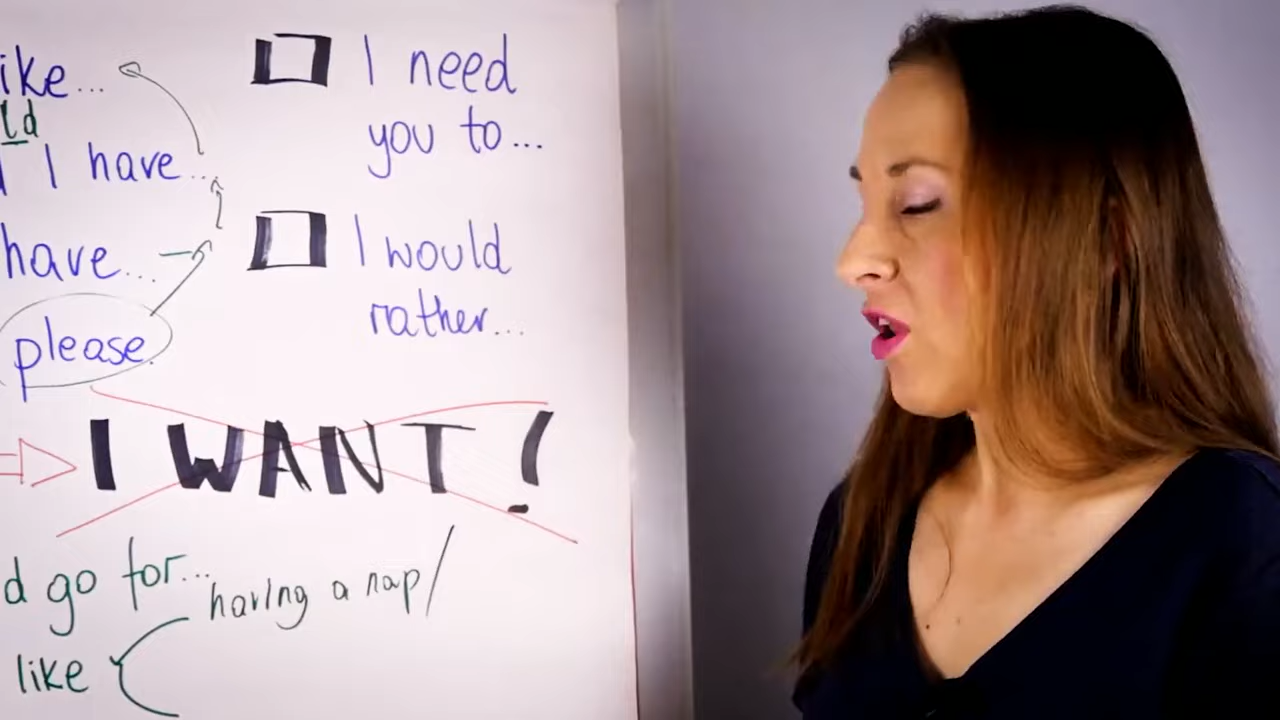 ike...
ld
I have...
have...
please.
I need
you to...
I would
rather...
I WANT !
d go for...
having a nap/
like